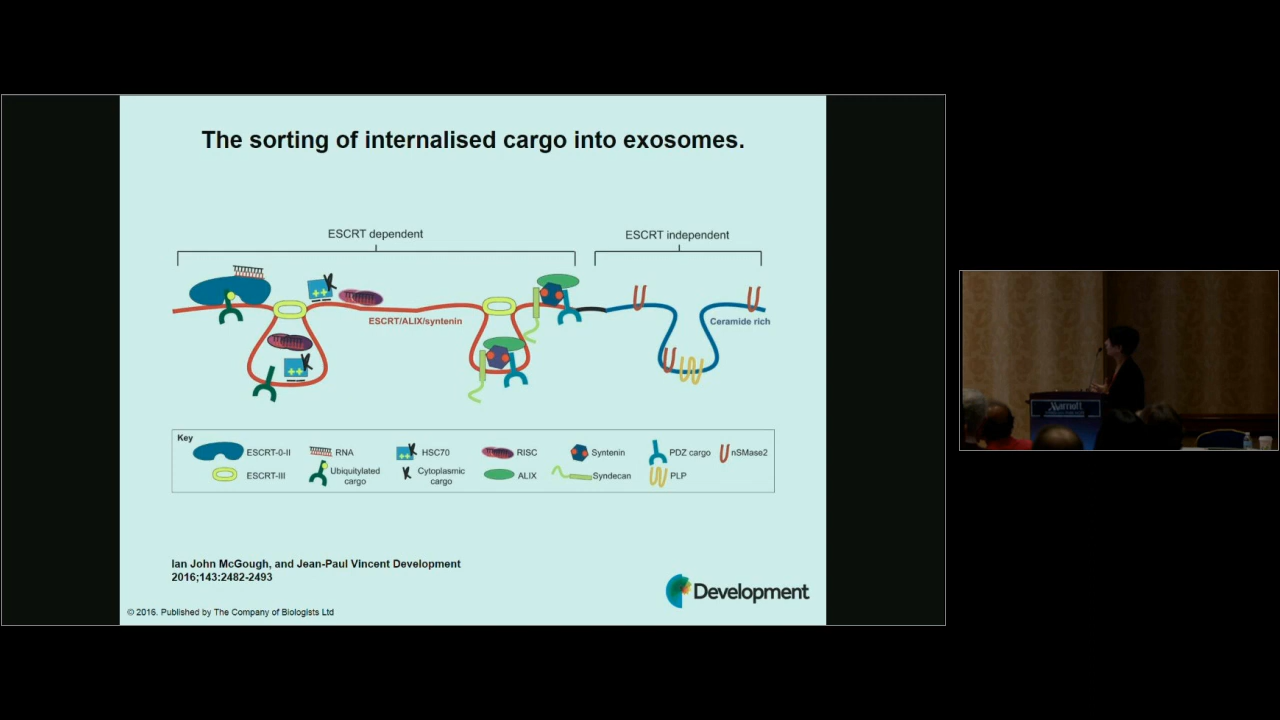 The sorting of internalised cargo into exosomes.
ESCRT dependent
ESCRT independent
ESCRT/ALIX/syntenin
Ceramide rich
Key
ESCRT-0-II
RNA
HSC70
RISC
Syntenin
PDZ cargo
nSMase2
ESCRT-III
Ubiquitylated
cargo
Cytoplasmic
cargo
ALIX
Syndecan
PLP
Ian John McGough, and Jean-Paul Vincent Development
2016;143:2482-2493
Development
© 2016. Published by The Company of Biologists Ltd
Marriott